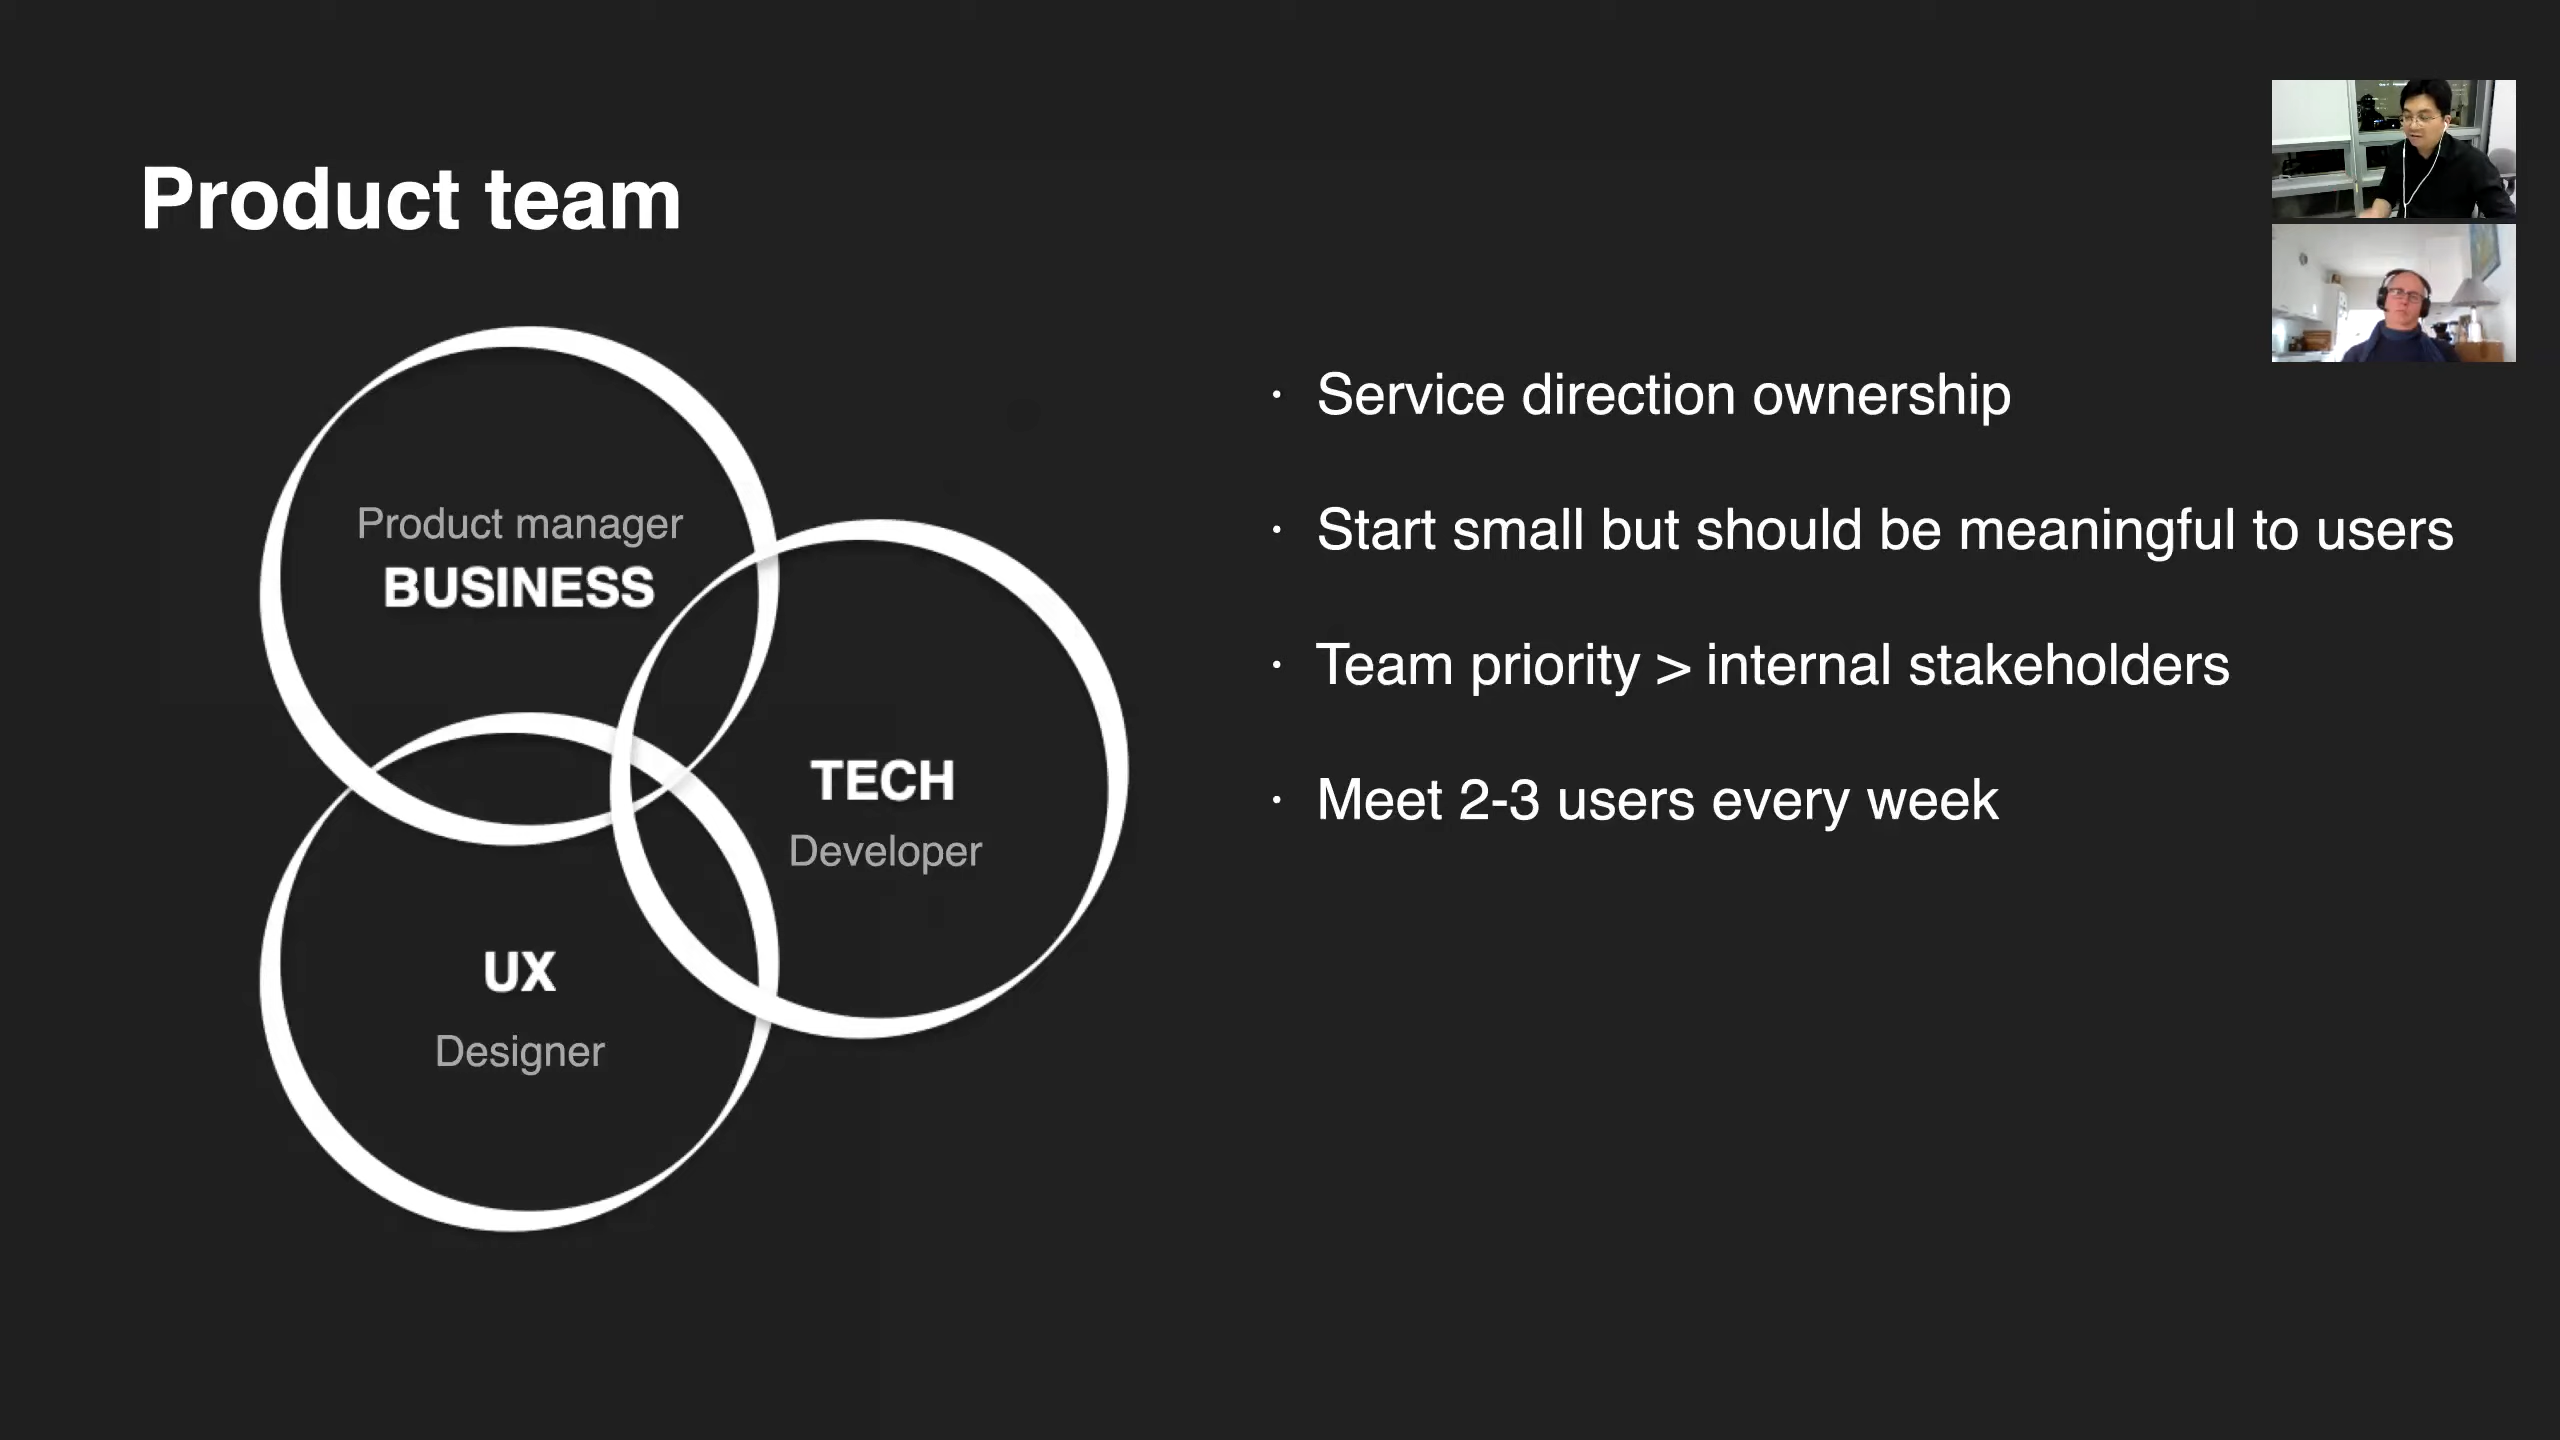 Product team
Product manager
BUSINESS
TECH
Developer
UX
Designer
· Service direction ownership
· Start small but should be meaningful to users
· Team priority > internal stakeholders
· Meet 2-3 users every week